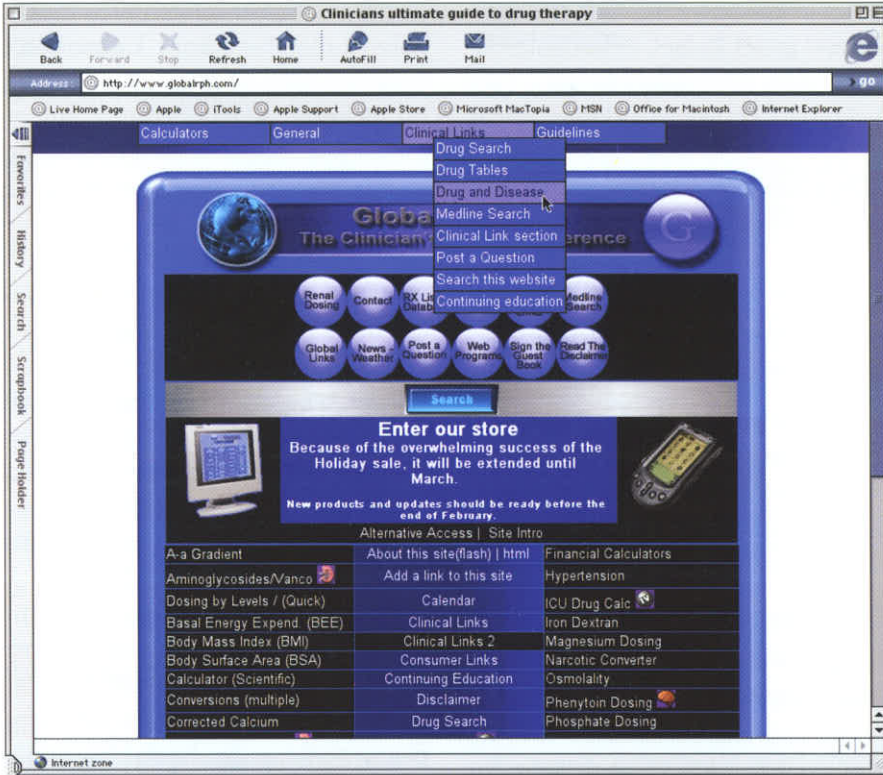 Clinicians ultimate guide to drug therapy
Back Forward Stop Refresh Home AutoFill Print Mail
Address: http://www.globalrph.com/ go
Live Home Page Apple iTools Apple Support Apple Store Microsoft MacTopia MSN Office for Macintosh Internet Explorer
Favorites
History
Search
Scrapbook
Page Holder
Calculators General Clinical Links Guidelines
Drug Search
Drug Tables
Drug and Disease
Medline Search
Clinical Link section
Post a Question
Search this website
Continuing education
The Clinician's
G
Renal Dosing
Contact
Medline Search
Global Links
News - Weather
Post a Question
Web Programs
Sign the Guest Book
Read The Disclaimer
Search
Enter our store
Because of the overwhelming success of the
Holiday sale, it will be extended until
March.
New products and updates should be ready before the
end of February.
Alternative Access | Site Intro
A-a Gradient About this site(flash) | html Financial Calculators
Aminoglycosides/Vanco Add a link to this site Hypertension
Dosing by Levels / (Quick) Calendar ICU Drug Calc
Basal Energy Expend. (BEE) Clinical Links Iron Dextran
Body Mass Index (BMI) Clinical Links 2 Magnesium Dosing
Body Surface Area (BSA) Consumer Links Narcotic Converter
Calculator (Scientific) Continuing Education Osmolality
Conversions (multiple) Disclaimer Phenytoin Dosing
Corrected Calcium Drug Search Phosphate Dosing
Internet zone